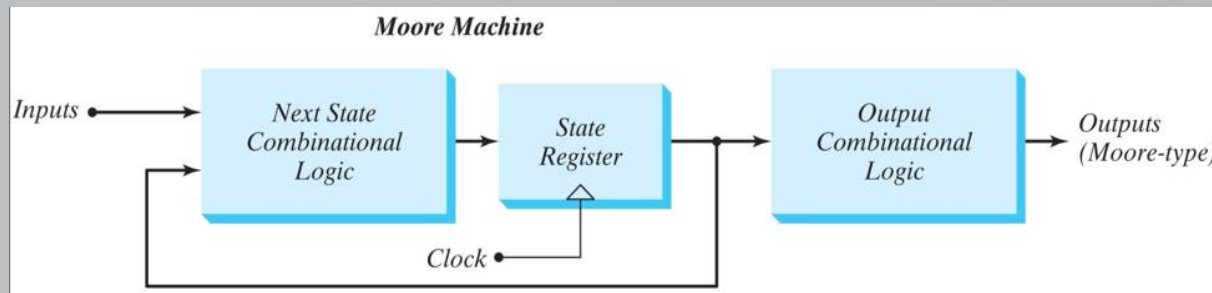 Moore Machine
Inputs
Next State
Combinational
Logic
State
Register
Output
Combinational
Logic
Outputs
(Moore-type)
Clock